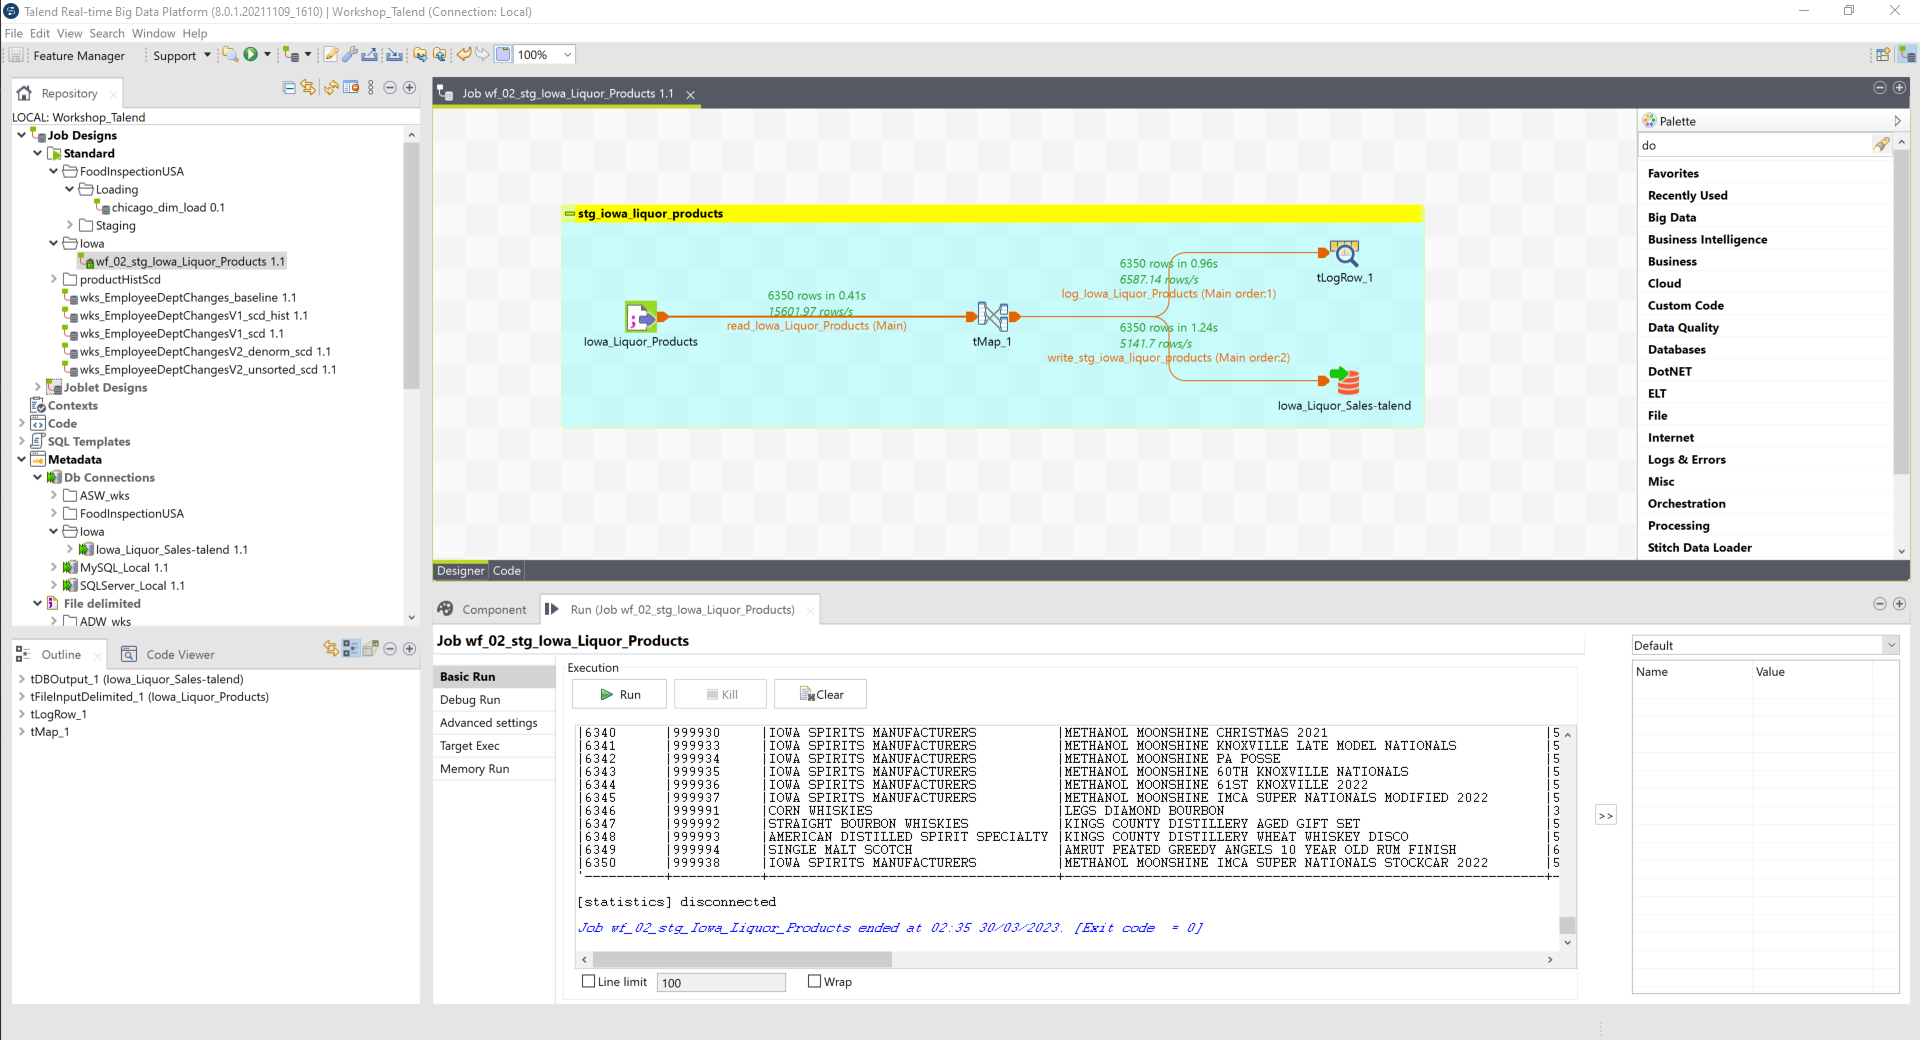 Talend Real-time Big Data Platform (8.0.1.20211109_1610) | Workshop_Talend (Connection: Local)
File Edit View Search Window Help
Feature Manager Support 100%
Repository
LOCAL: Workshop_Talend
Job Designs
Standard
FoodInspectionUSA
Loading
chicago_dim_load 0.1
Staging
Iowa
wf_02_stg_Iowa_Liquor_Products 1.1
productHistScd
wks_EmployeeDeptChanges_baseline 1.1
wks_EmployeeDeptChangesV1_scd_hist 1.1
wks_EmployeeDeptChangesV1_scd 1.1
wks_EmployeeDeptChangesV2_denorm_scd 1.1
wks_EmployeeDeptChangesV2_unsorted_scd 1.1
Joblet Designs
Contexts
Code
SQL Templates
Metadata
Db Connections
ASW_wks
FoodInspectionUSA
Iowa
Iowa_Liquor_Sales-talend 1.1
MySQL_Local 1.1
SQLServer_Local 1.1
File delimited
ADW_wks
Outline Code Viewer
tDBOutput_1 (Iowa_Liquor_Sales-talend)
tFileInputDelimited_1 (Iowa_Liquor_Products)
tLogRow_1
tMap_1
Job wf_02_stg_Iowa_Liquor_Products 1.1
stg_iowa_liquor_products
Iowa_Liquor_Products
6350 rows in 0.41s
15601.97 rows/s
read_Iowa_Liquor_Products (Main)
tMap_1
6350 rows in 0.96s
6587.14 rows/s
log_Iowa_Liquor_Products (Main order:1)
tLogRow_1
6350 rows in 1.24s
5141.7 rows/s
write_stg_iowa_liquor_products (Main order:2)
Iowa_Liquor_Sales-talend
Designer Code
Palette
do
Favorites
Recently Used
Big Data
Business Intelligence
Business
Cloud
Custom Code
Data Quality
Databases
DotNET
ELT
File
Internet
Logs & Errors
Misc
Orchestration
Processing
Stitch Data Loader
Component Run (Job wf_02_stg_Iowa_Liquor_Products)
Job wf_02_stg_Iowa_Liquor_Products
Basic Run
Debug Run
Advanced settings
Target Exec
Memory Run
Execution
Run Kill Clear
|6340 |999930 |IOWA SPIRITS MANUFACTURERS |METHANOL MOONSHINE CHRISTMAS 2021 |5
|6341 |999933 |IOWA SPIRITS MANUFACTURERS |METHANOL MOONSHINE KNOXVILLE LATE MODEL NATIONALS |5
|6342 |999934 |IOWA SPIRITS MANUFACTURERS |METHANOL MOONSHINE PA POSSE |5
|6343 |999935 |IOWA SPIRITS MANUFACTURERS |METHANOL MOONSHINE 60TH KNOXVILLE NATIONALS |5
|6344 |999936 |IOWA SPIRITS MANUFACTURERS |METHANOL MOONSHINE 61ST KNOXVILLE 2022 |5
|6345 |999937 |IOWA SPIRITS MANUFACTURERS |METHANOL MOONSHINE IMCA SUPER NATIONALS MODIFIED 2022 |5
|6346 |999991 |CORN WHISKIES |LEGS DIAMOND BOURBON |3
|6347 |999992 |STRAIGHT BOURBON WHISKIES |KINGS COUNTY DISTILLERY AGED GIFT SET |5
|6348 |999993 |AMERICAN DISTILLED SPIRIT SPECIALTY |KINGS COUNTY DISTILLERY WHEAT WHISKEY DISCO |5
|6349 |999994 |SINGLE MALT SCOTCH |AMRUT PEATED GREEDY ANGELS 10 YEAR OLD RUM FINISH |6
|6350 |999938 |IOWA SPIRITS MANUFACTURERS |METHANOL MOONSHINE IMCA SUPER NATIONALS STOCKCAR 2022 |5
[statistics] disconnected
Job wf_02_stg_Iowa_Liquor_Products ended at 02:35 30/03/2023. [Exit code = 0]
Line limit 100 Wrap
>>
Default
Name Value